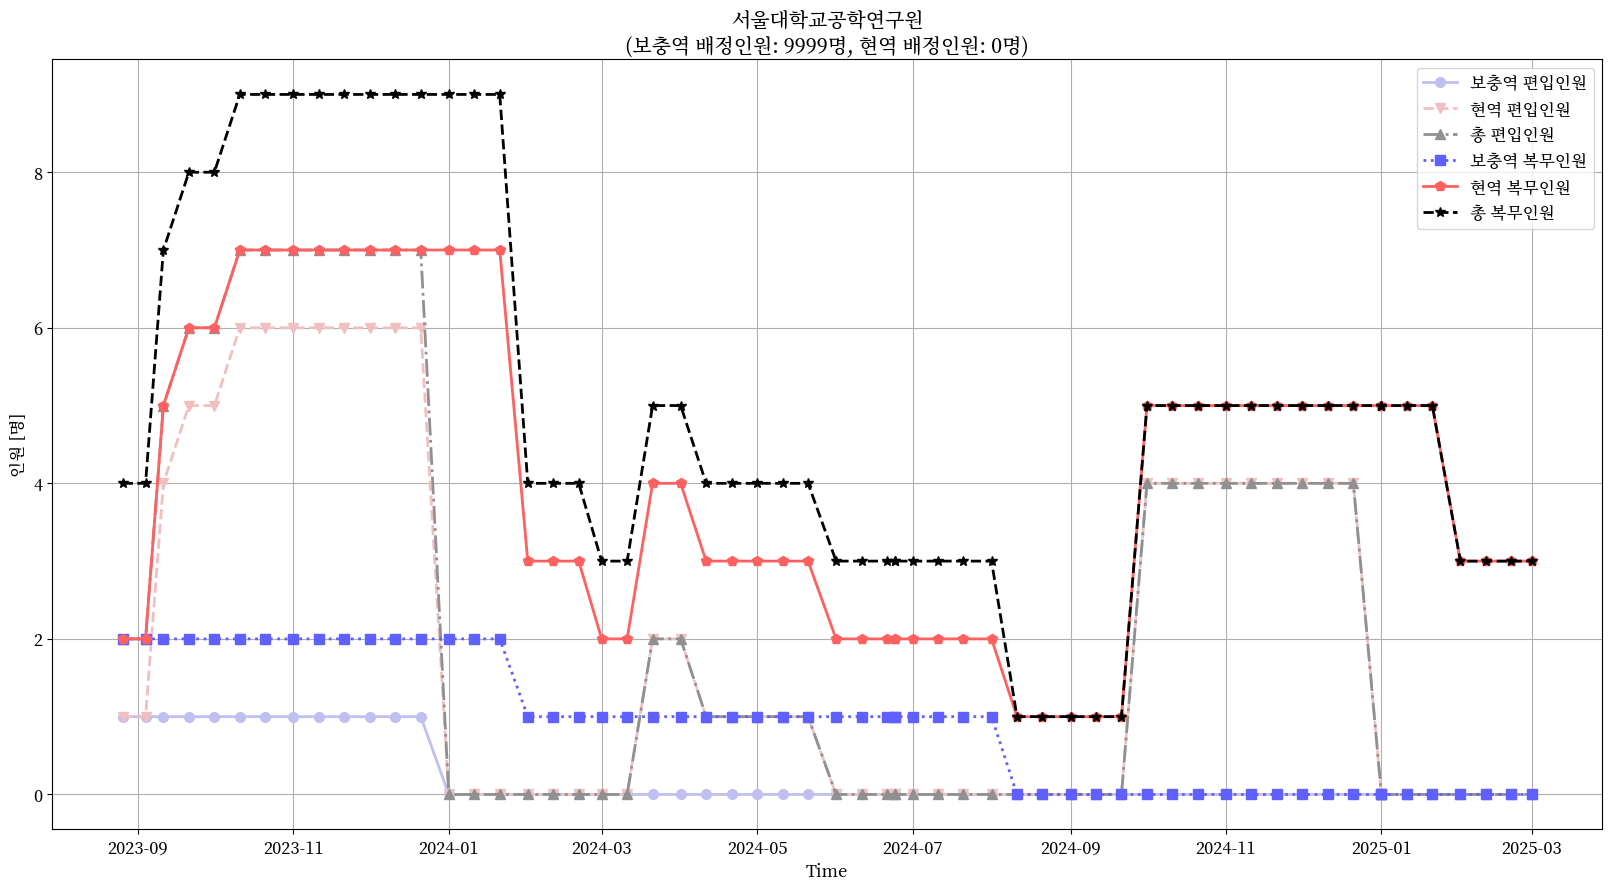 서울대학교공학연구원
(보충역 배정인원: 9999명, 현역 배정인원: 0명)
보충역 편입인원
현역 편입인원
총 편입인원
보충역 복무인원
현역 복무인원
총 복무인원
인원 [명]
8
6
4
2
0
2023-09
2023-11
2024-01
2024-03
2024-05
2024-07
2024-09
2024-11
2025-01
2025-03
Time